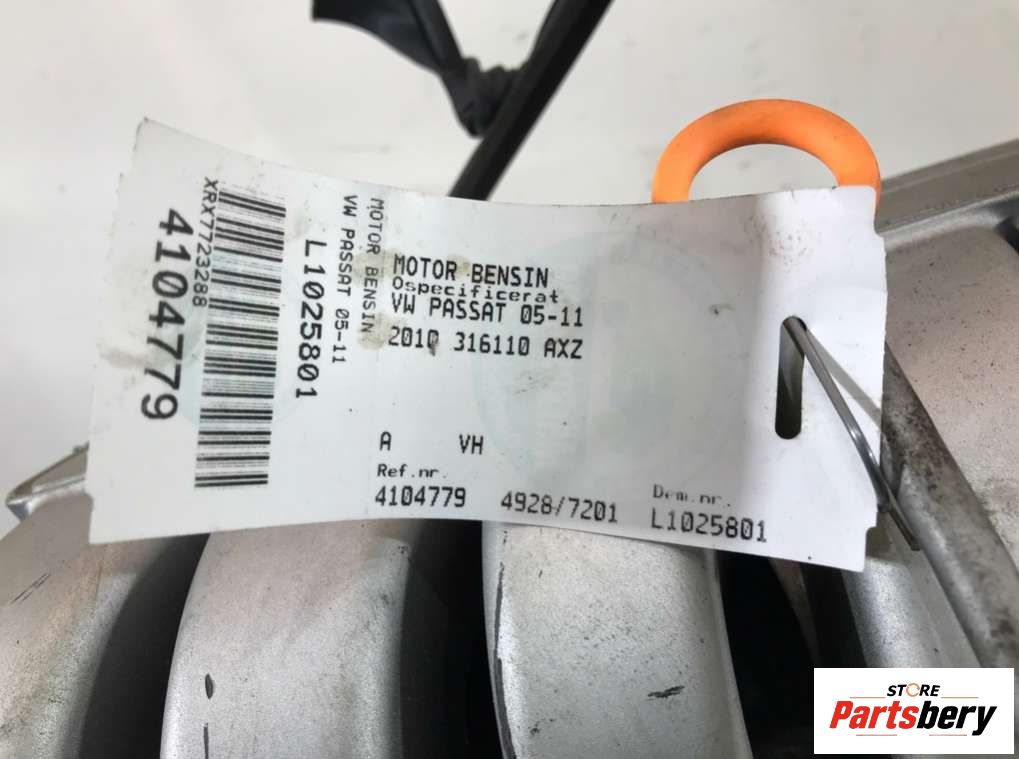 MOTOR BENSIN
Ospecificerat
VW PASSAT 05-11
2010 316110 AXZ
A VH
Ref.nr. Dem.nr.
4104779 4928/7201 L1025801
MOTOR BENSIN
VW PASSAT 05-11
L1025801
XRX7723288
4104779
STORE
Partsbery